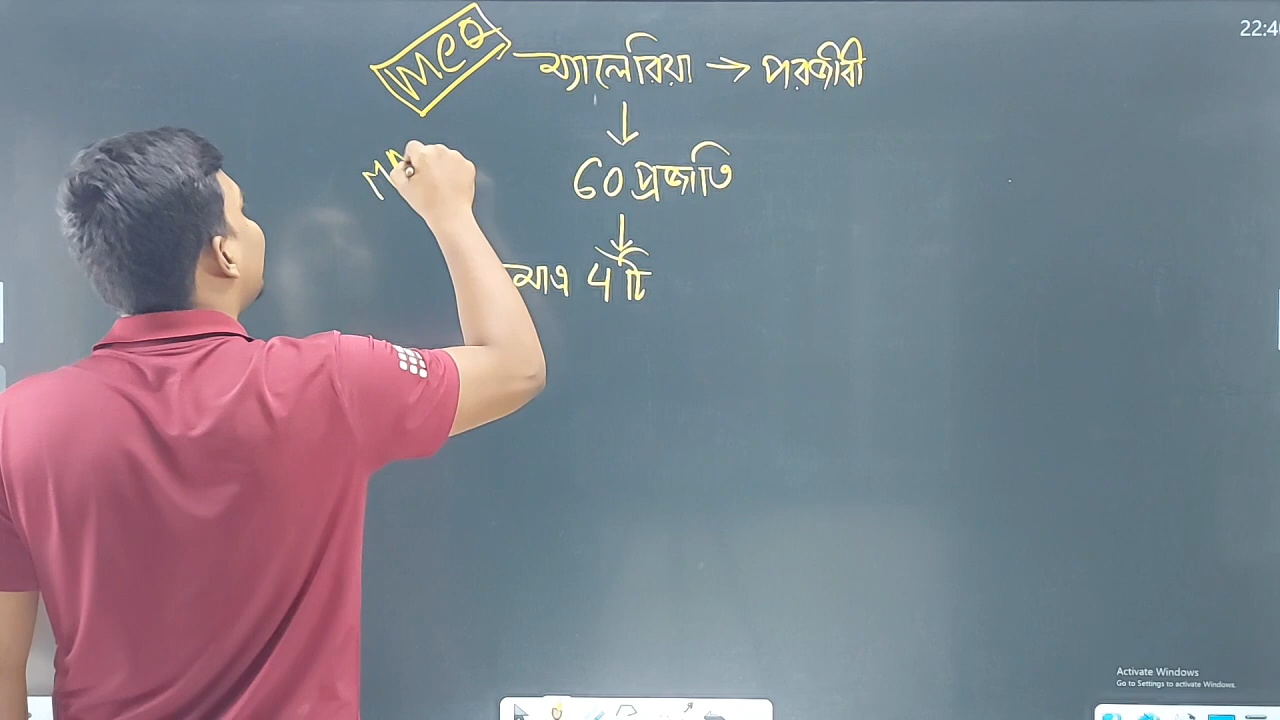 22:4
MCQ ম্যালেরিয়া → পরজীবী
↓
60 প্রজাতি
↓
মাত্র 4 টি
Activate Windows
Go to Settings to activate Windows.